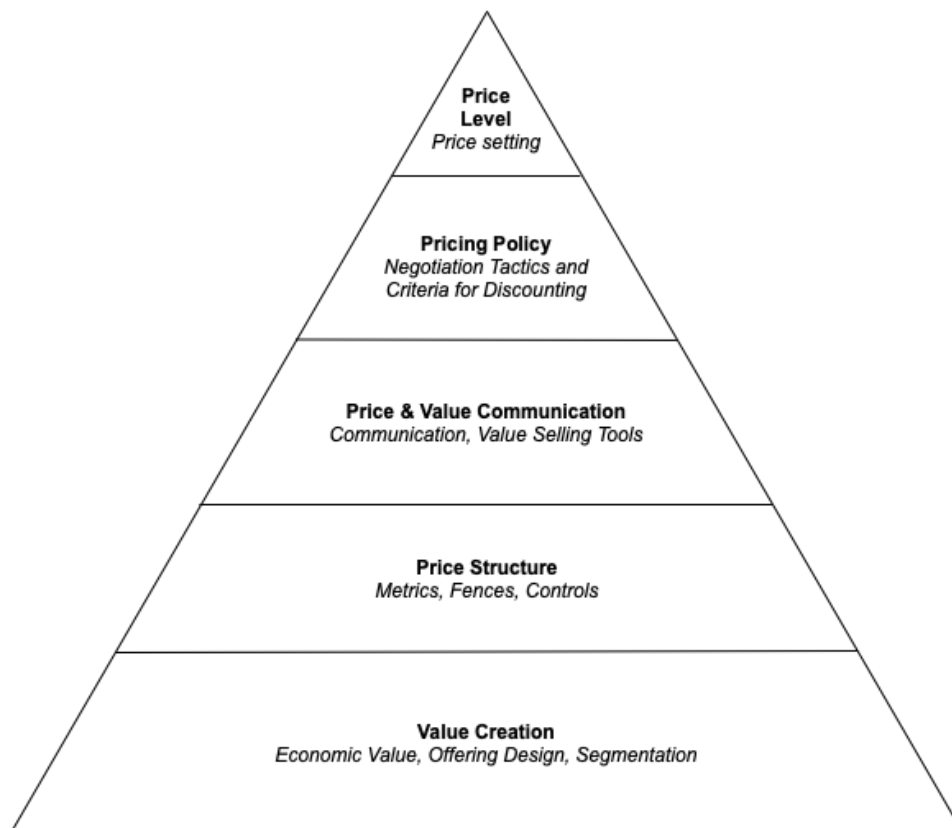 Price
Level
Price setting
Pricing Policy
Negotiation Tactics and
Criteria for Discounting
Price & Value Communication
Communication, Value Selling Tools
Price Structure
Metrics, Fences, Controls
Value Creation
Economic Value, Offering Design, Segmentation